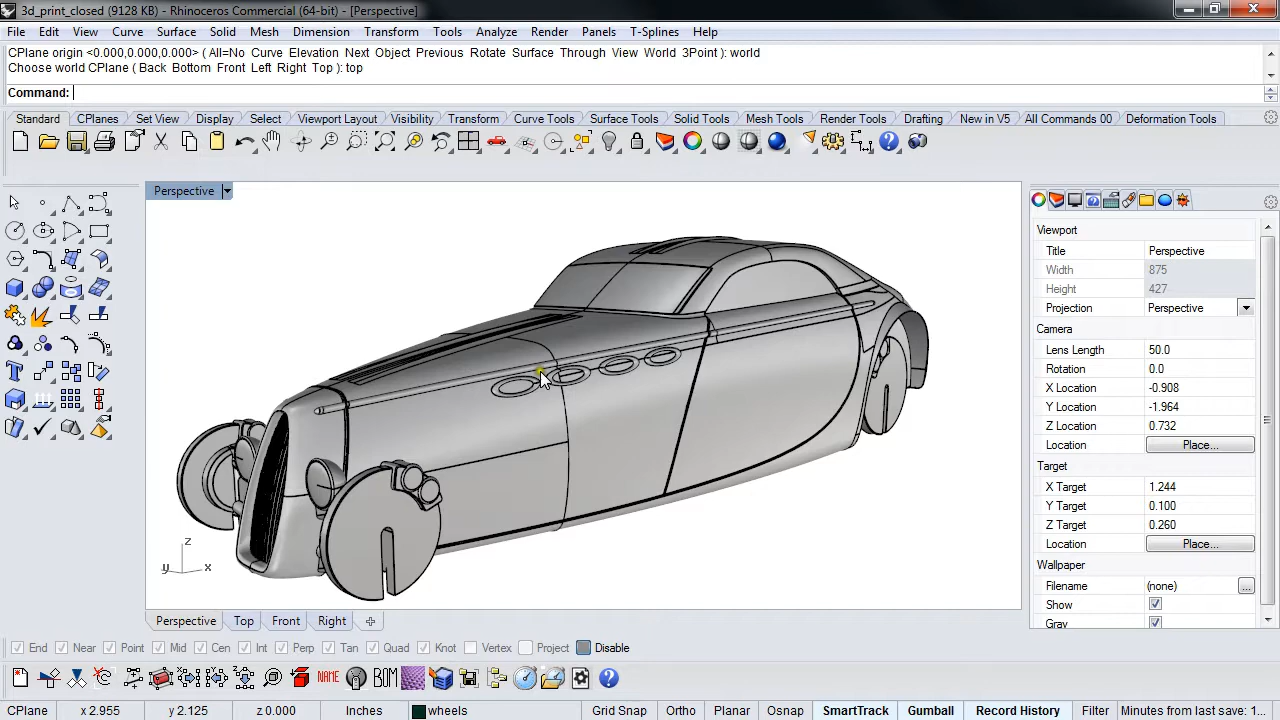 3d_print_closed (9128 KB) - Rhinoceros Commercial (64-bit) - [Perspective]
File Edit View Curve Surface Solid Mesh Dimension Transform Tools Analyze Render Panels T-Splines Help
CPlane origin <0.000,0.000,0.000> ( All=No Curve Elevation Next Object Previous Rotate Surface Through View World 3Point ): world
Choose world CPlane ( Back Bottom Front Left Right Top ): top
Command:
Standard CPlanes Set View Display Select Viewport Layout Visibility Transform Curve Tools Surface Tools Solid Tools Mesh Tools Render Tools Drafting New in V5 All Commands 00 Deformation Tools
Perspective
Viewport
Title Perspective
Width 875
Height 427
Projection Perspective
Camera
Lens Length 50.0
Rotation 0.0
X Location -0.908
Y Location -1.964
Z Location 0.732
Location Place...
Target
X Target 1.244
Y Target 0.100
Z Target 0.260
Location Place...
Wallpaper
Filename (none) ...
Show
Gray
z
y x
Perspective Top Front Right
End Near Point Mid Cen Int Perp Tan Quad Knot Vertex Project Disable
NAME BOM
CPlane x 2.955 y 2.125 z 0.000 Inches wheels Grid Snap Ortho Planar Osnap SmartTrack Gumball Record History Filter Minutes from last save: 1...